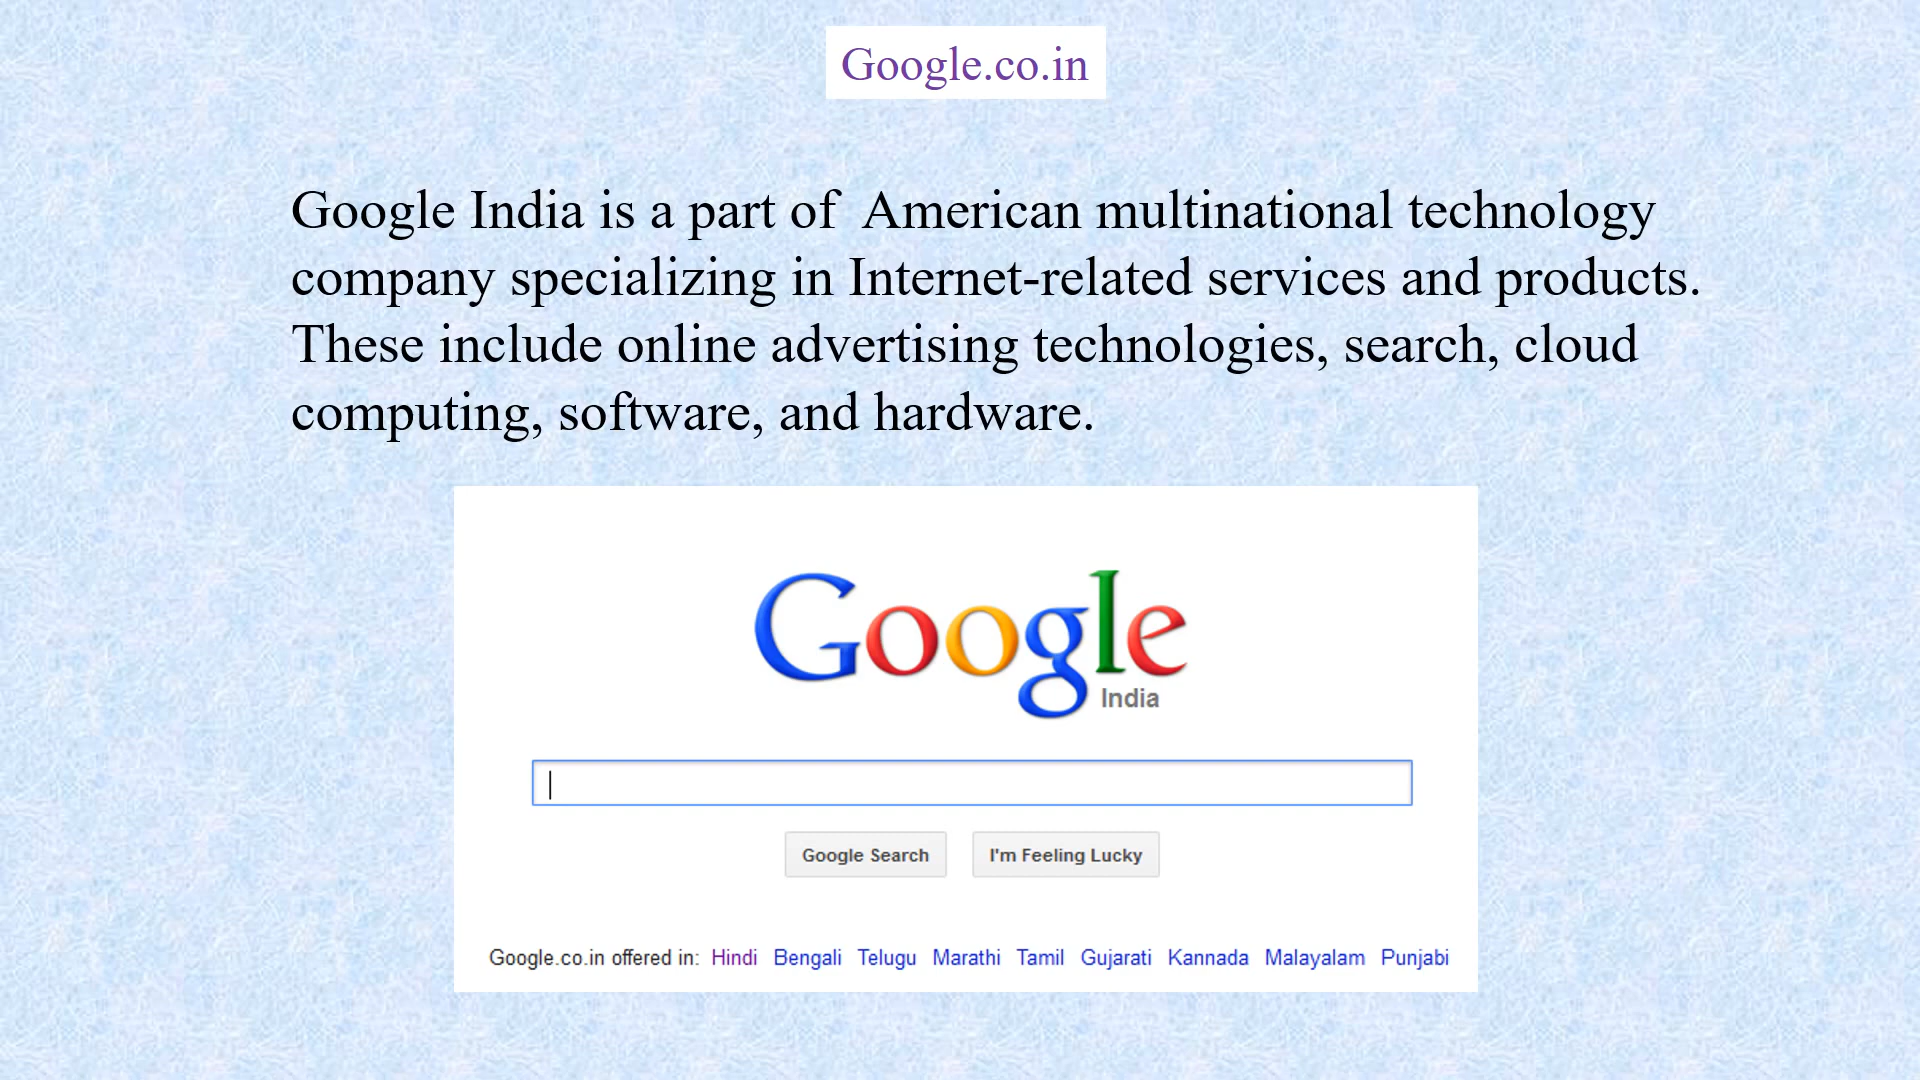 Google.co.in
Google India is a part of  American multinational technology
company specializing in Internet-related services and products.
These include online advertising technologies, search, cloud
computing, software, and hardware.
Google
India
Google Search I'm Feeling Lucky
Google.co.in offered in: Hindi Bengali Telugu Marathi Tamil Gujarati Kannada Malayalam Punjabi